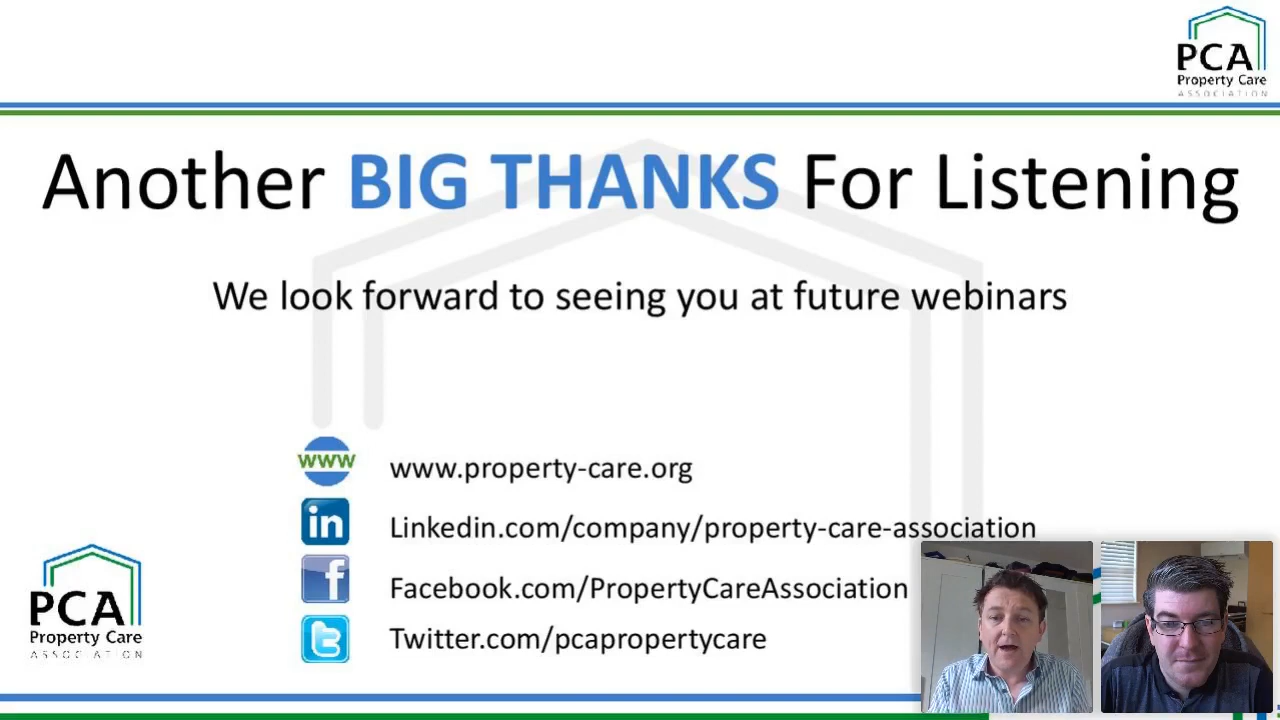 PCA
Property Care
ASSOCIATION
Another BIG THANKS For Listening
We look forward to seeing you at future webinars
www
www.property-care.org
in
Linkedin.com/company/property-care-association
f
Facebook.com/PropertyCareAssociation
t
Twitter.com/pcapropertycare
PCA
Property Care
ASSOCIATION